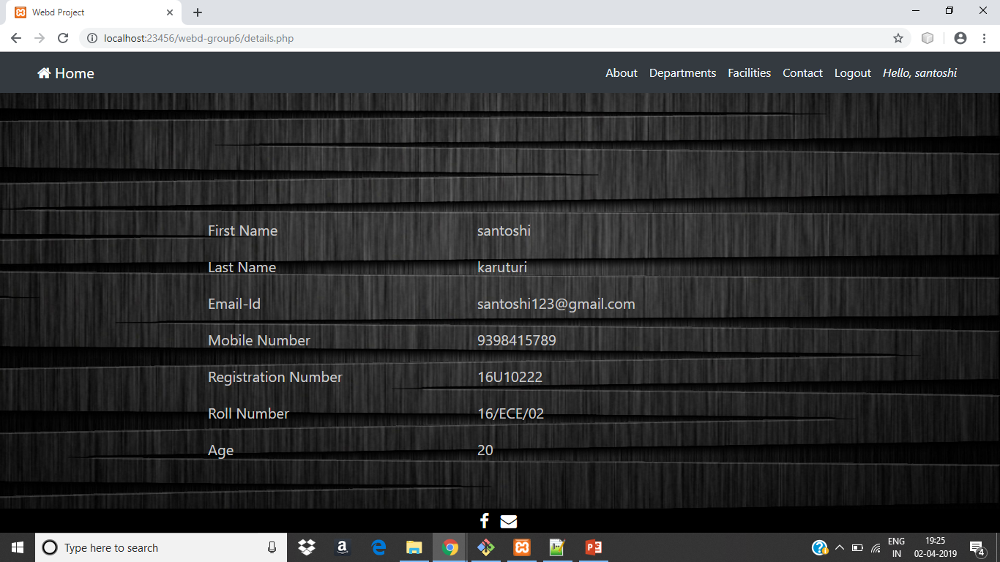 Webd Project
localhost:23456/webd-group6/details.php
Home About Departments Facilities Contact Logout Hello, santoshi
First Name santoshi
Last Name karuturi
Email-Id santoshi123@gmail.com
Mobile Number 9398415789
Registration Number 16U10222
Roll Number 16/ECE/02
Age 20
Type here to search
ENG 19:25
IN 02-04-2019
4